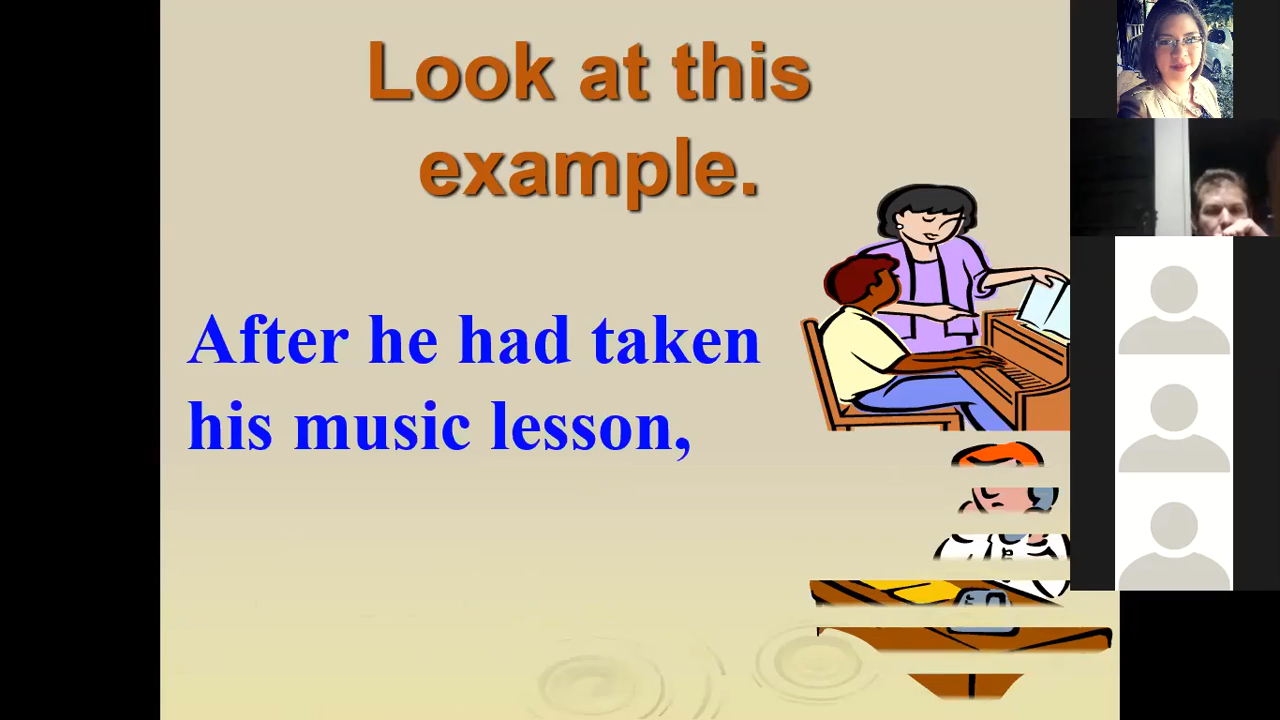 Look at this
example.
After he had taken
his music lesson,